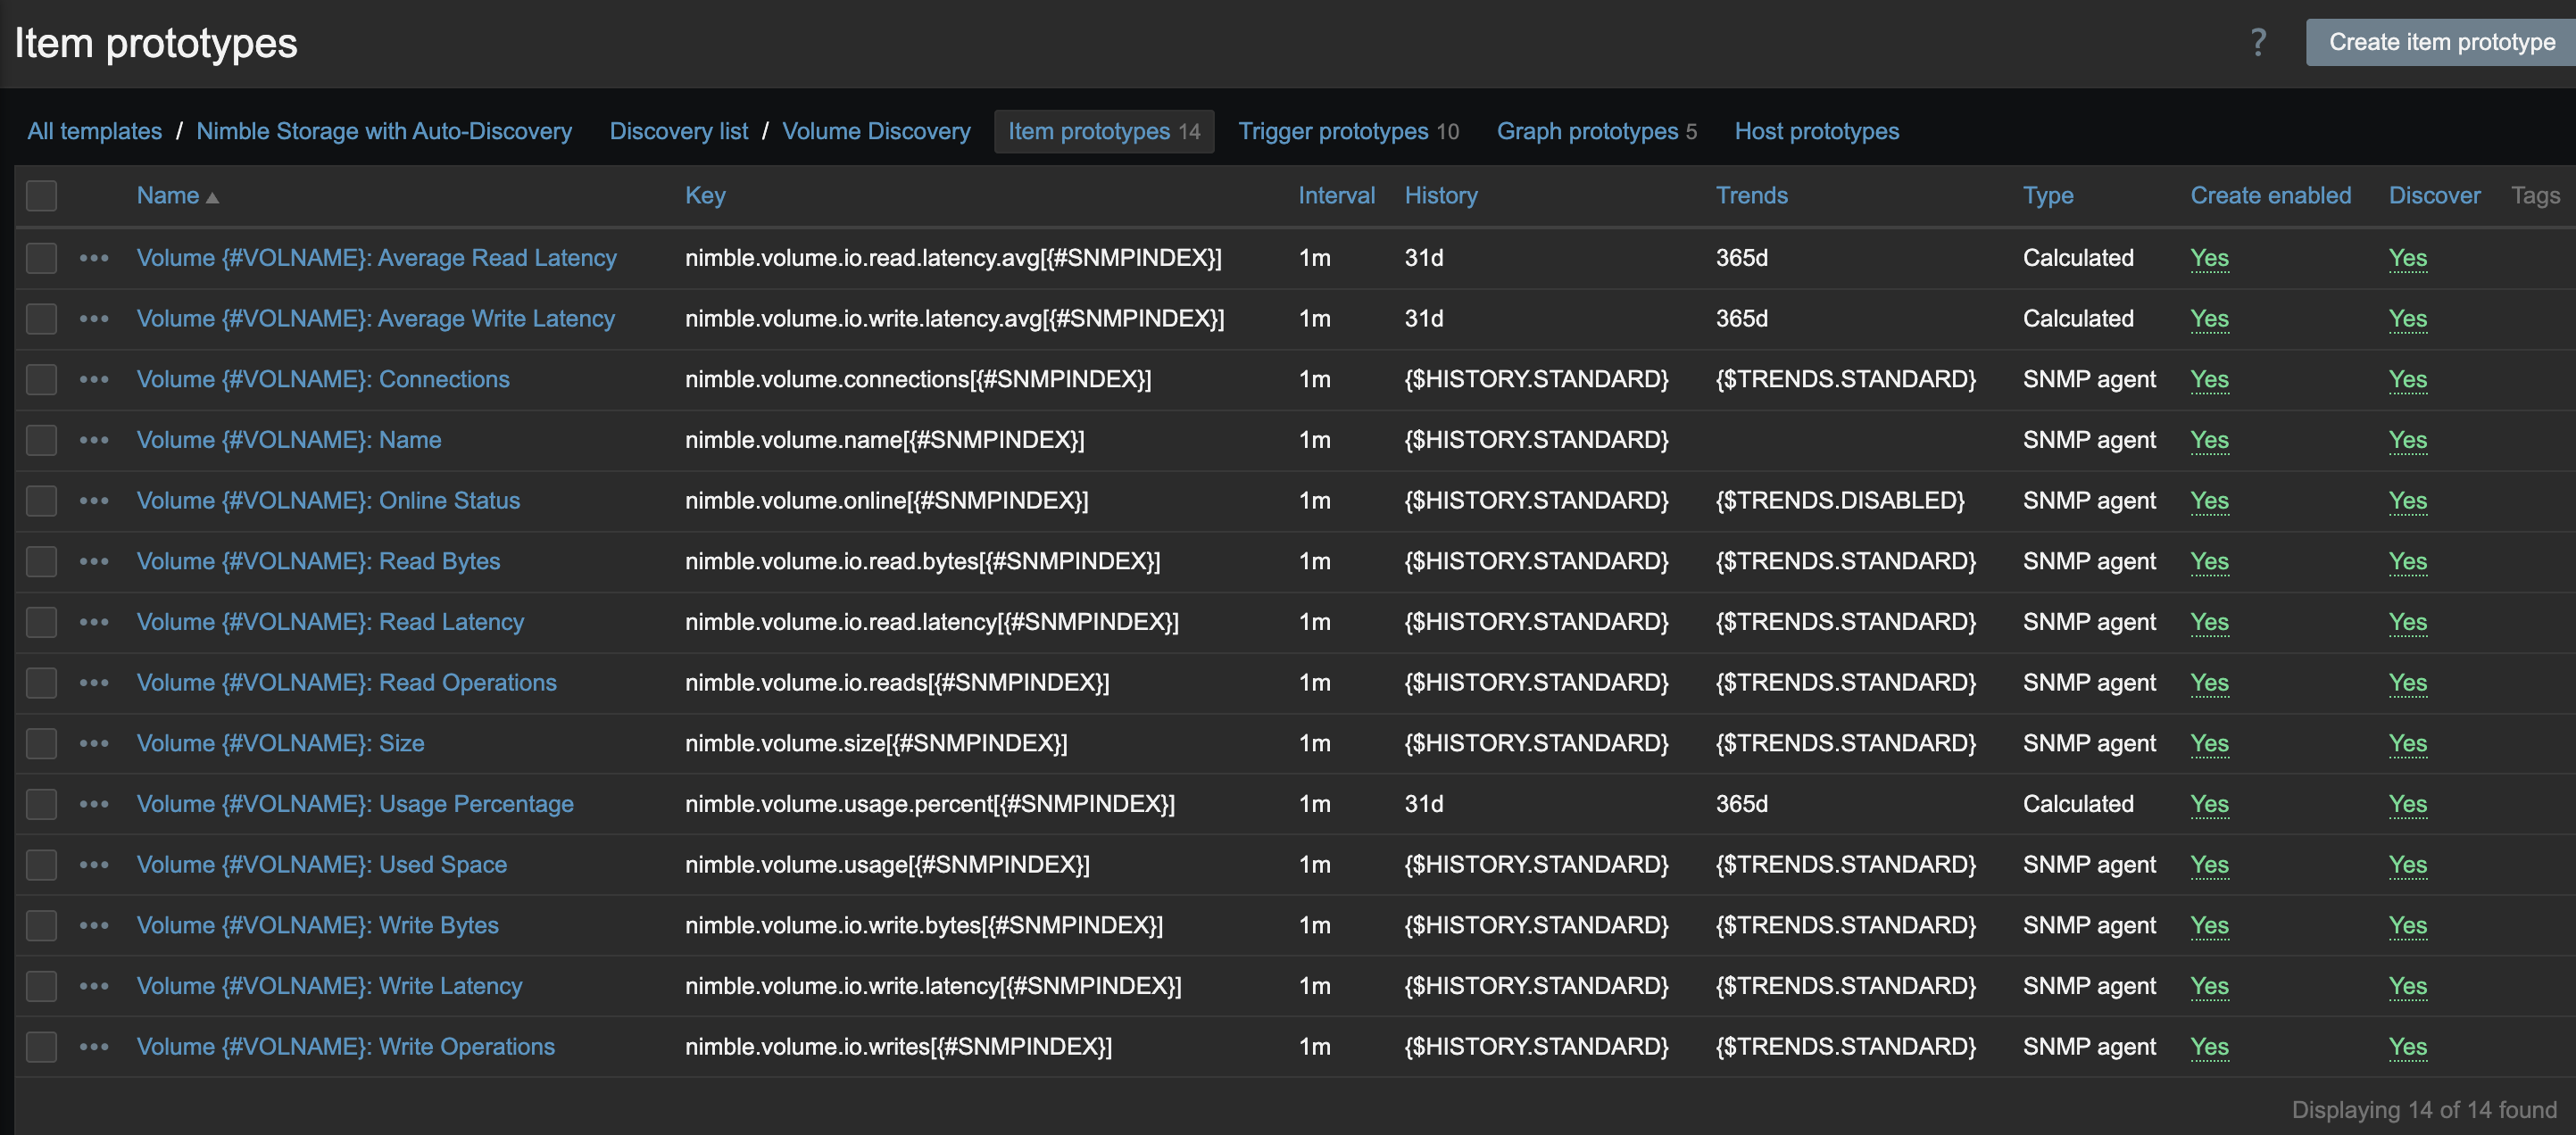 Item prototypes
? Create item prototype
All templates / Nimble Storage with Auto-Discovery Discovery list / Volume Discovery Item prototypes 14 Trigger prototypes 10 Graph prototypes 5 Host prototypes
Name ▲ Key Interval History Trends Type Create enabled Discover Tags
Volume {#VOLNAME}: Average Read Latency nimble.volume.io.read.latency.avg[{#SNMPINDEX}] 1m 31d 365d Calculated Yes Yes
Volume {#VOLNAME}: Average Write Latency nimble.volume.io.write.latency.avg[{#SNMPINDEX}] 1m 31d 365d Calculated Yes Yes
Volume {#VOLNAME}: Connections nimble.volume.connections[{#SNMPINDEX}] 1m {$HISTORY.STANDARD} {$TRENDS.STANDARD} SNMP agent Yes Yes
Volume {#VOLNAME}: Name nimble.volume.name[{#SNMPINDEX}] 1m {$HISTORY.STANDARD} SNMP agent Yes Yes
Volume {#VOLNAME}: Online Status nimble.volume.online[{#SNMPINDEX}] 1m {$HISTORY.STANDARD} {$TRENDS.DISABLED} SNMP agent Yes Yes
Volume {#VOLNAME}: Read Bytes nimble.volume.io.read.bytes[{#SNMPINDEX}] 1m {$HISTORY.STANDARD} {$TRENDS.STANDARD} SNMP agent Yes Yes
Volume {#VOLNAME}: Read Latency nimble.volume.io.read.latency[{#SNMPINDEX}] 1m {$HISTORY.STANDARD} {$TRENDS.STANDARD} SNMP agent Yes Yes
Volume {#VOLNAME}: Read Operations nimble.volume.io.reads[{#SNMPINDEX}] 1m {$HISTORY.STANDARD} {$TRENDS.STANDARD} SNMP agent Yes Yes
Volume {#VOLNAME}: Size nimble.volume.size[{#SNMPINDEX}] 1m {$HISTORY.STANDARD} {$TRENDS.STANDARD} SNMP agent Yes Yes
Volume {#VOLNAME}: Usage Percentage nimble.volume.usage.percent[{#SNMPINDEX}] 1m 31d 365d Calculated Yes Yes
Volume {#VOLNAME}: Used Space nimble.volume.usage[{#SNMPINDEX}] 1m {$HISTORY.STANDARD} {$TRENDS.STANDARD} SNMP agent Yes Yes
Volume {#VOLNAME}: Write Bytes nimble.volume.io.write.bytes[{#SNMPINDEX}] 1m {$HISTORY.STANDARD} {$TRENDS.STANDARD} SNMP agent Yes Yes
Volume {#VOLNAME}: Write Latency nimble.volume.io.write.latency[{#SNMPINDEX}] 1m {$HISTORY.STANDARD} {$TRENDS.STANDARD} SNMP agent Yes Yes
Volume {#VOLNAME}: Write Operations nimble.volume.io.writes[{#SNMPINDEX}] 1m {$HISTORY.STANDARD} {$TRENDS.STANDARD} SNMP agent Yes Yes
Displaying 14 of 14 found